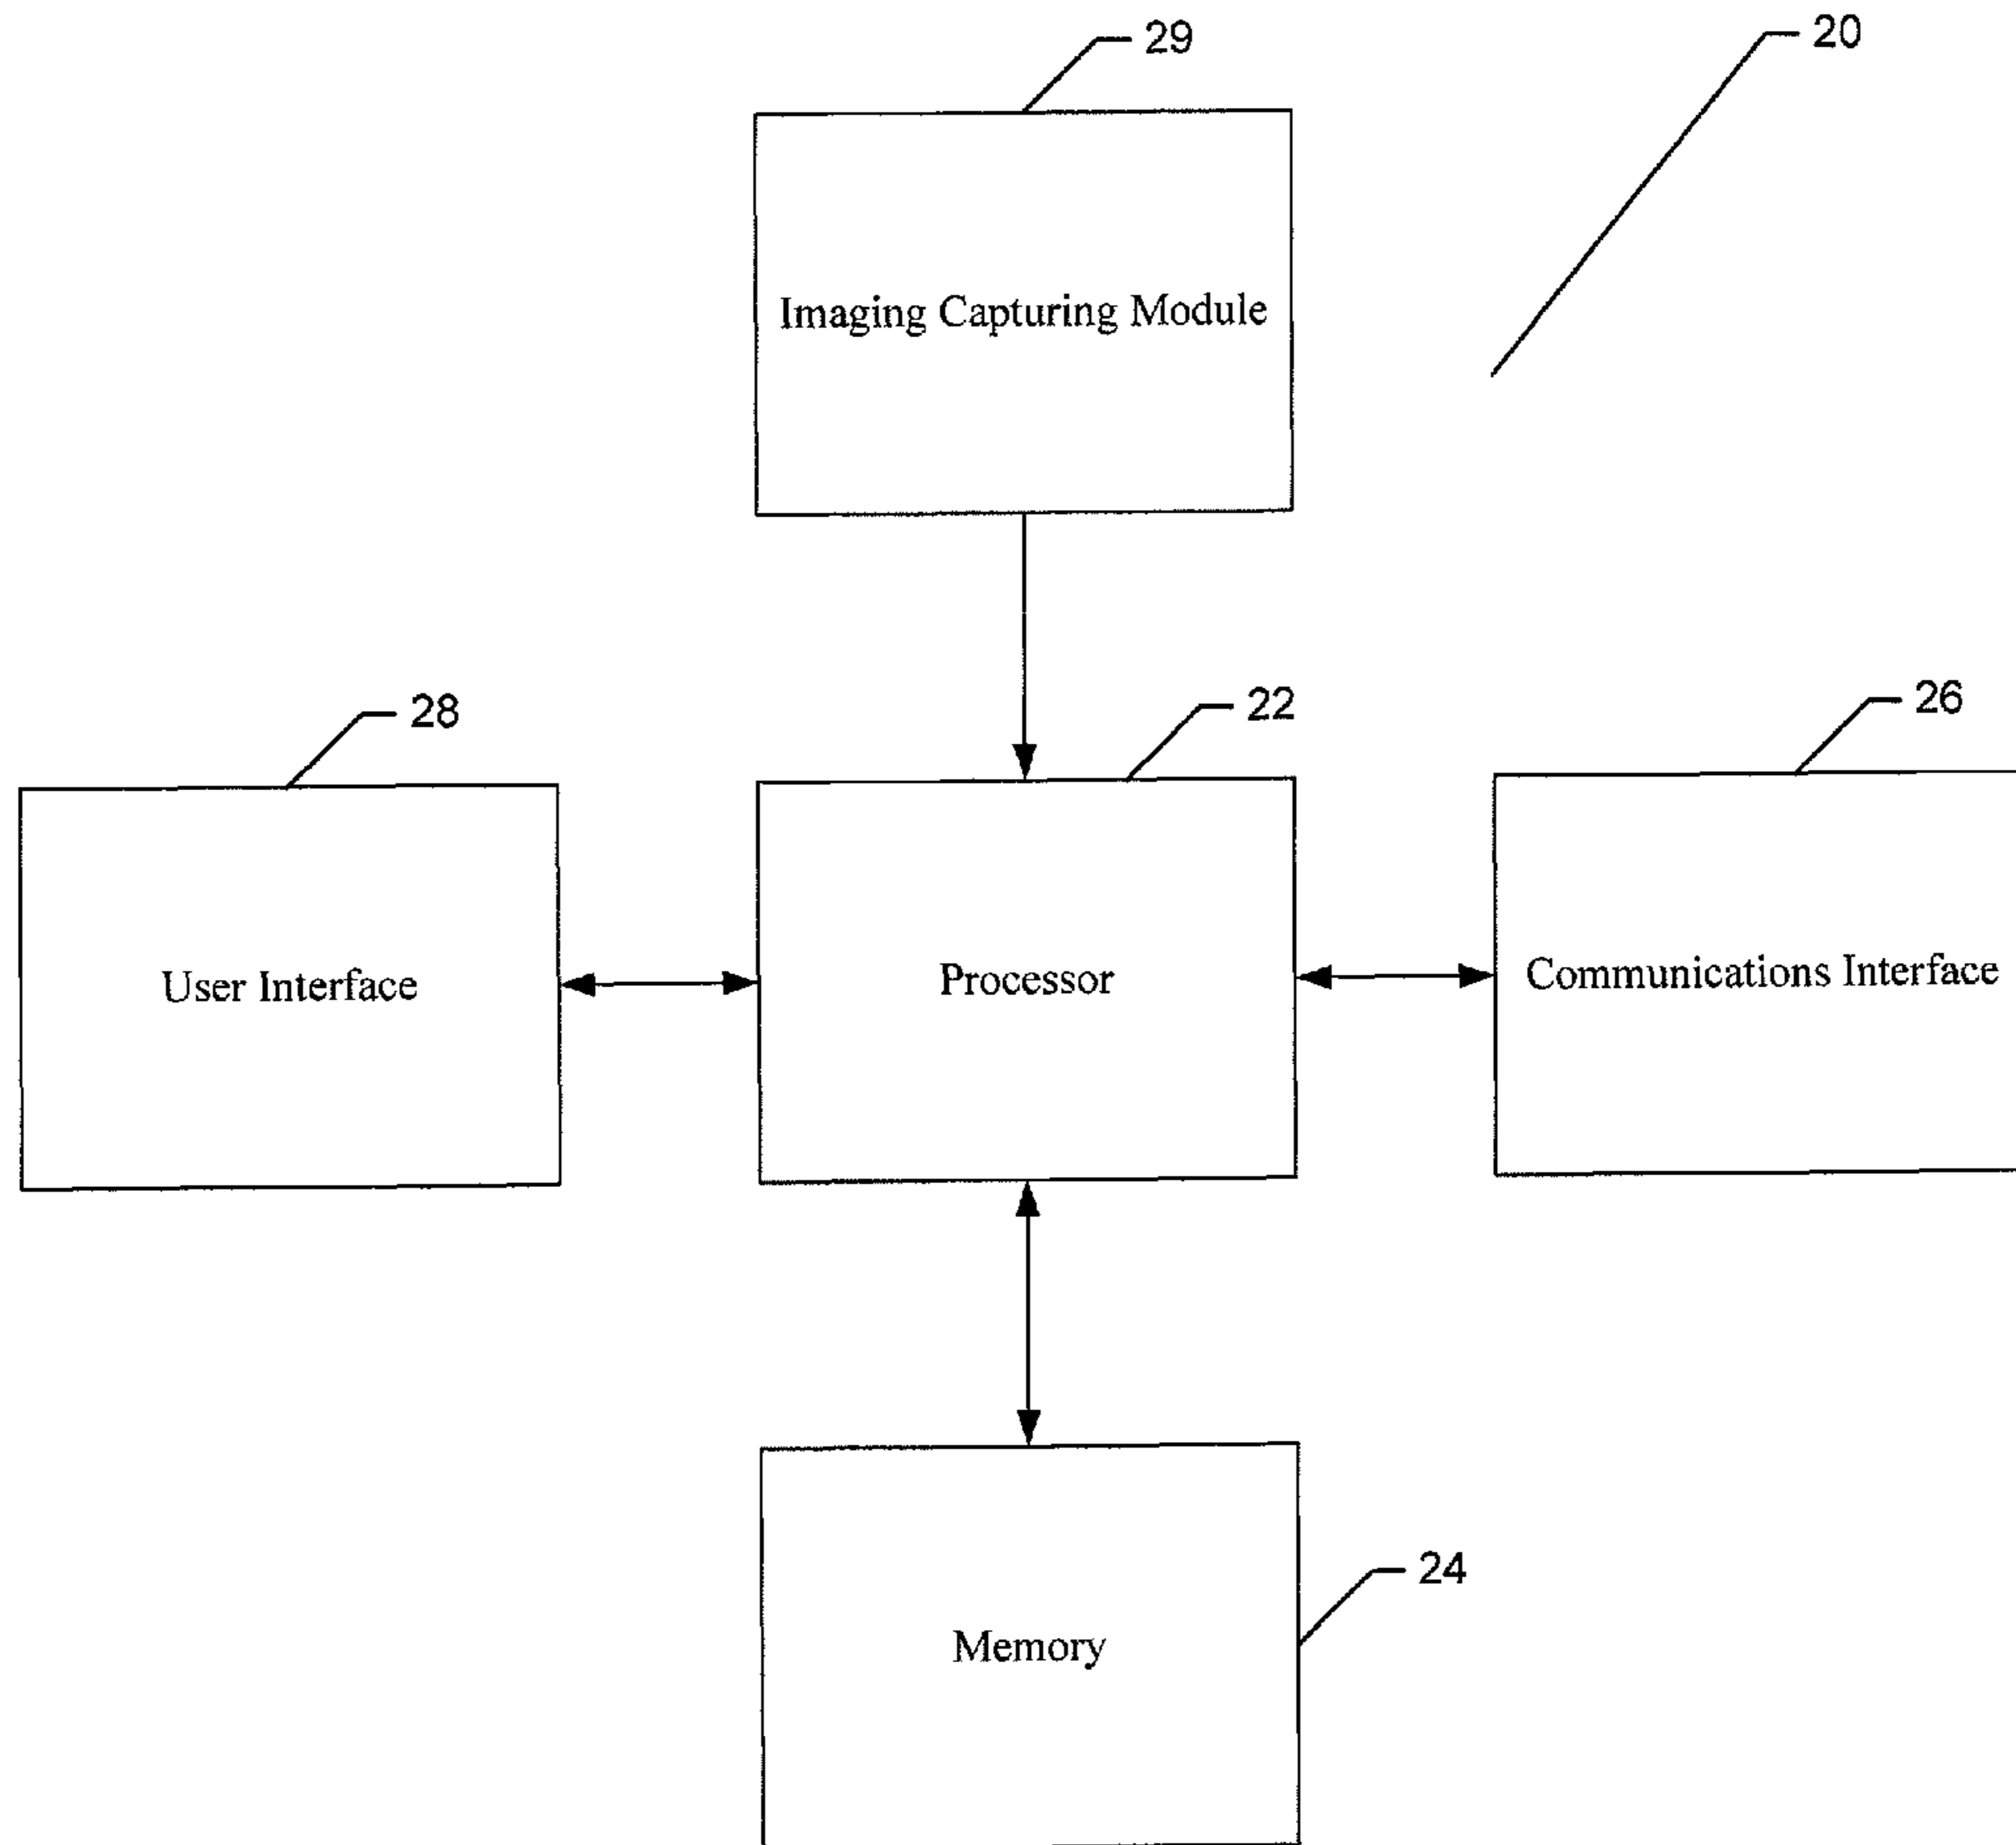 29
20
Imaging Capturing Module
28
22
26
User Interface
Processor
Communications Interface
24
Memory